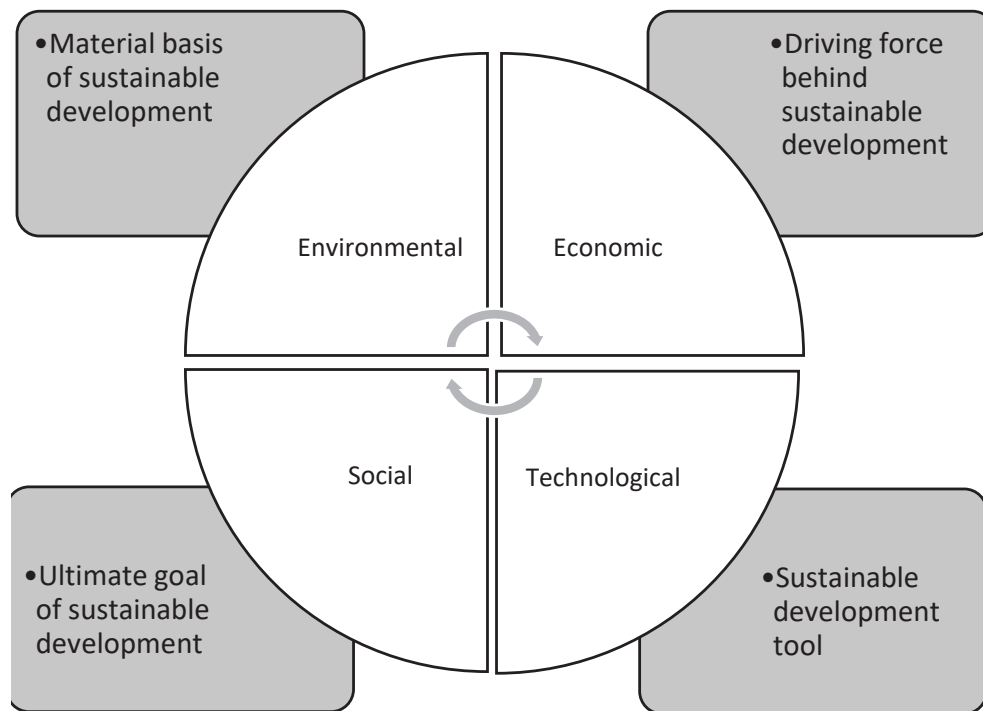 •Material basis
of sustainable
development
•Driving force
behind
sustainable
development
Environmental
Economic
Social
Technological
•Ultimate goal
of sustainable
development
•Sustainable
development
tool